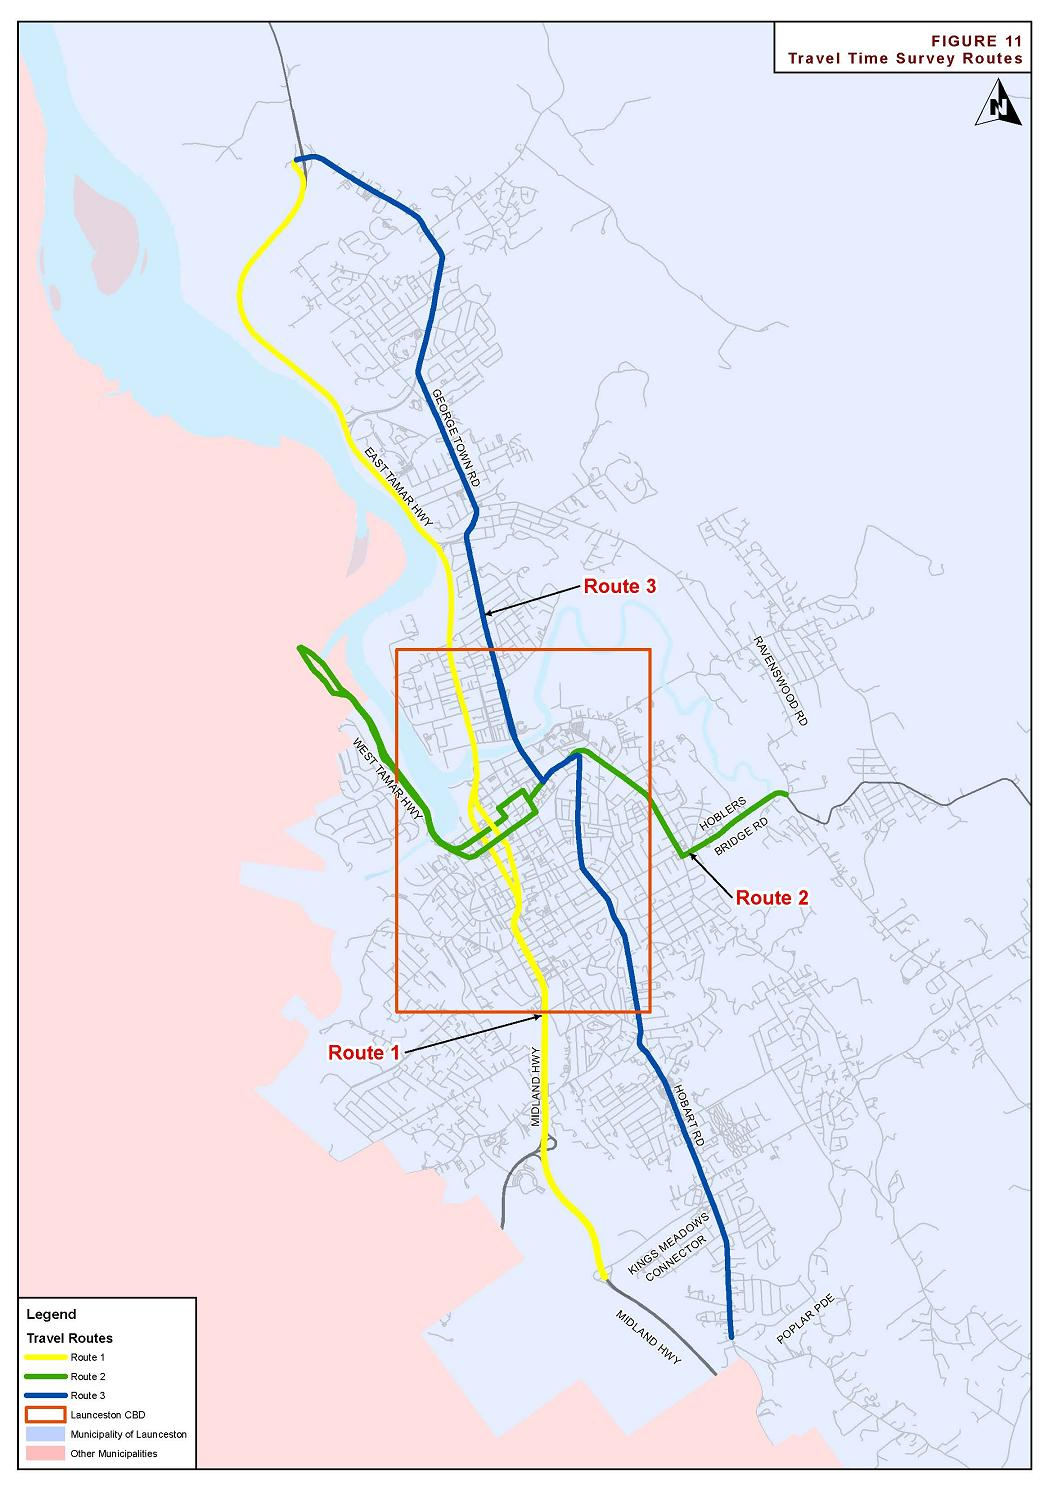 FIGURE 11
Travel Time Survey Routes
N
GEORGE TOWN RD
EAST TAMAR HWY
Route 3
RAVENSWOOD RD
WEST TAMAR HWY
HOBLERS
BRIDGE RD
Route 2
Route 1
MIDLAND HWY
HOBART RD
KINGS MEADOWS
CONNECTOR
POPLAR PDE
MIDLAND HWY
Legend
Travel Routes
Route 1
Route 2
Route 3
Launceston CBD
Municipality of Launceston
Other Municipalities